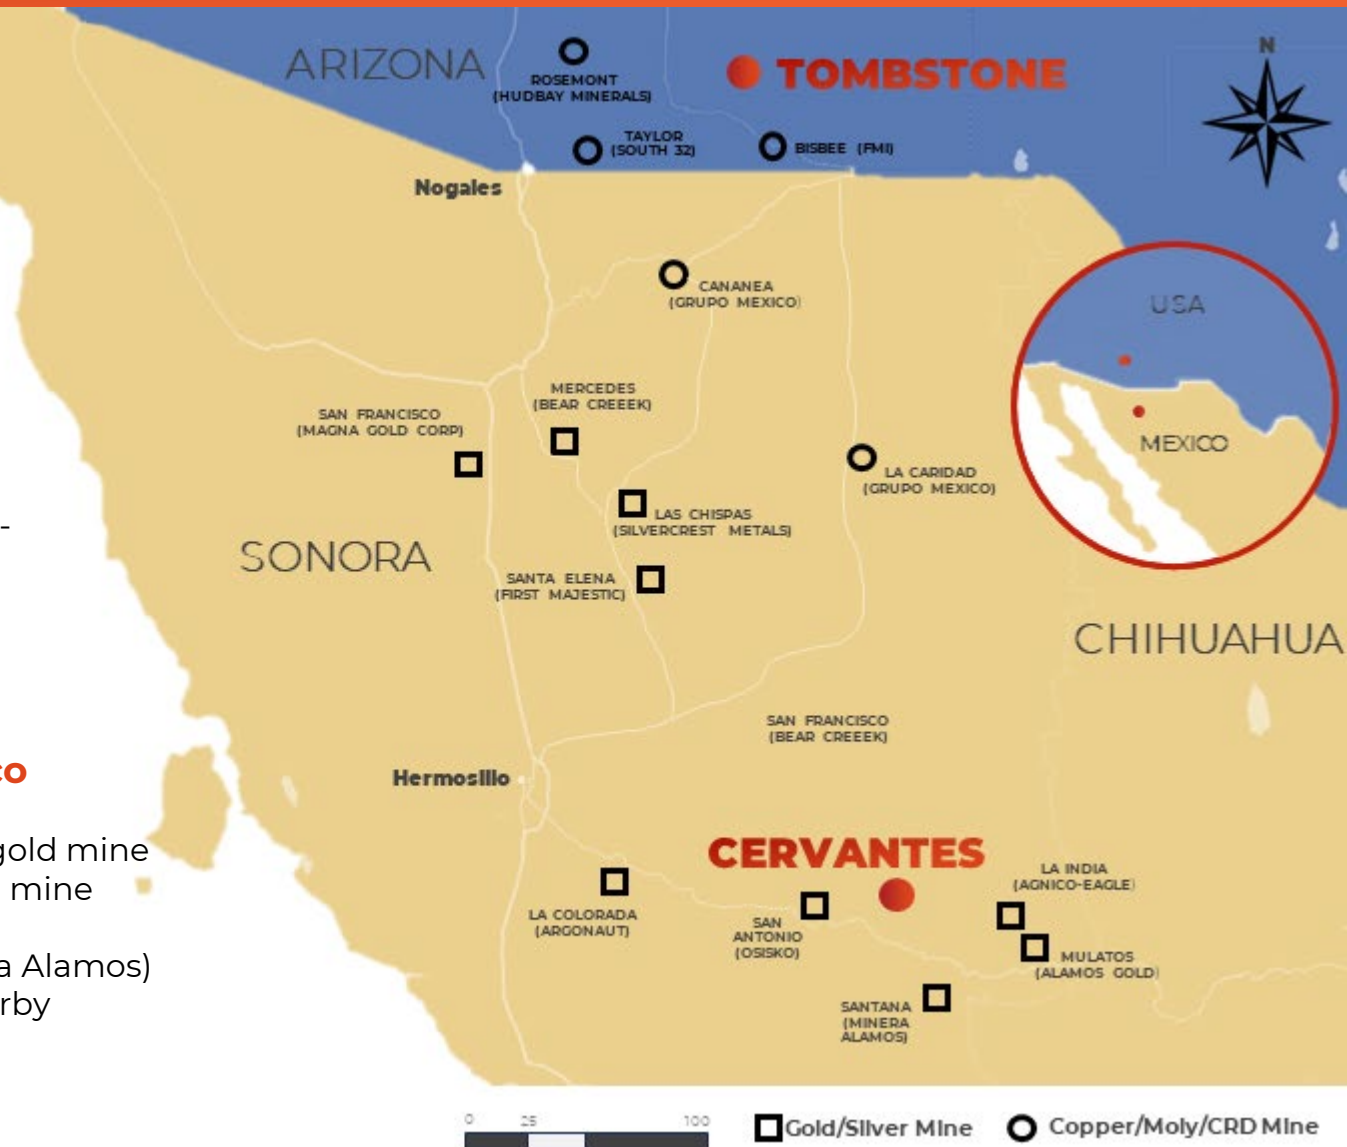 ARIZONA
ROSEMONT
(HUDBAY MINERALS)
TOMBSTONE
N
TAYLOR
(SOUTH 32)
BISBEE (FMI)
Nogales
CANANEA
(GRUPO MEXICO)
USA
MEXICO
MERCEDES
(BEAR CREEEK)
SAN FRANCISCO
(MAGNA GOLD CORP)
LA CARIDAD
(GRUPO MEXICO)
LAS CHISPAS
(SILVERCREST METALS)
-
SONORA
SANTA ELENA
(FIRST MAJESTIC)
CHIHUAHUA
SAN FRANCISCO
(BEAR CREEEK)
co
Hermosillo
gold mine
mine
a Alamos)
rby
CERVANTES
LA INDIA
(AGNICO-EAGLE)
LA COLORADA
(ARGONAUT)
SAN
ANTONIO
(OSISKO)
MULATOS
(ALAMOS GOLD)
SANTANA
(MINERA
ALAMOS)
0 25 100
Gold/Silver Mine
Copper/Moly/CRD Mine